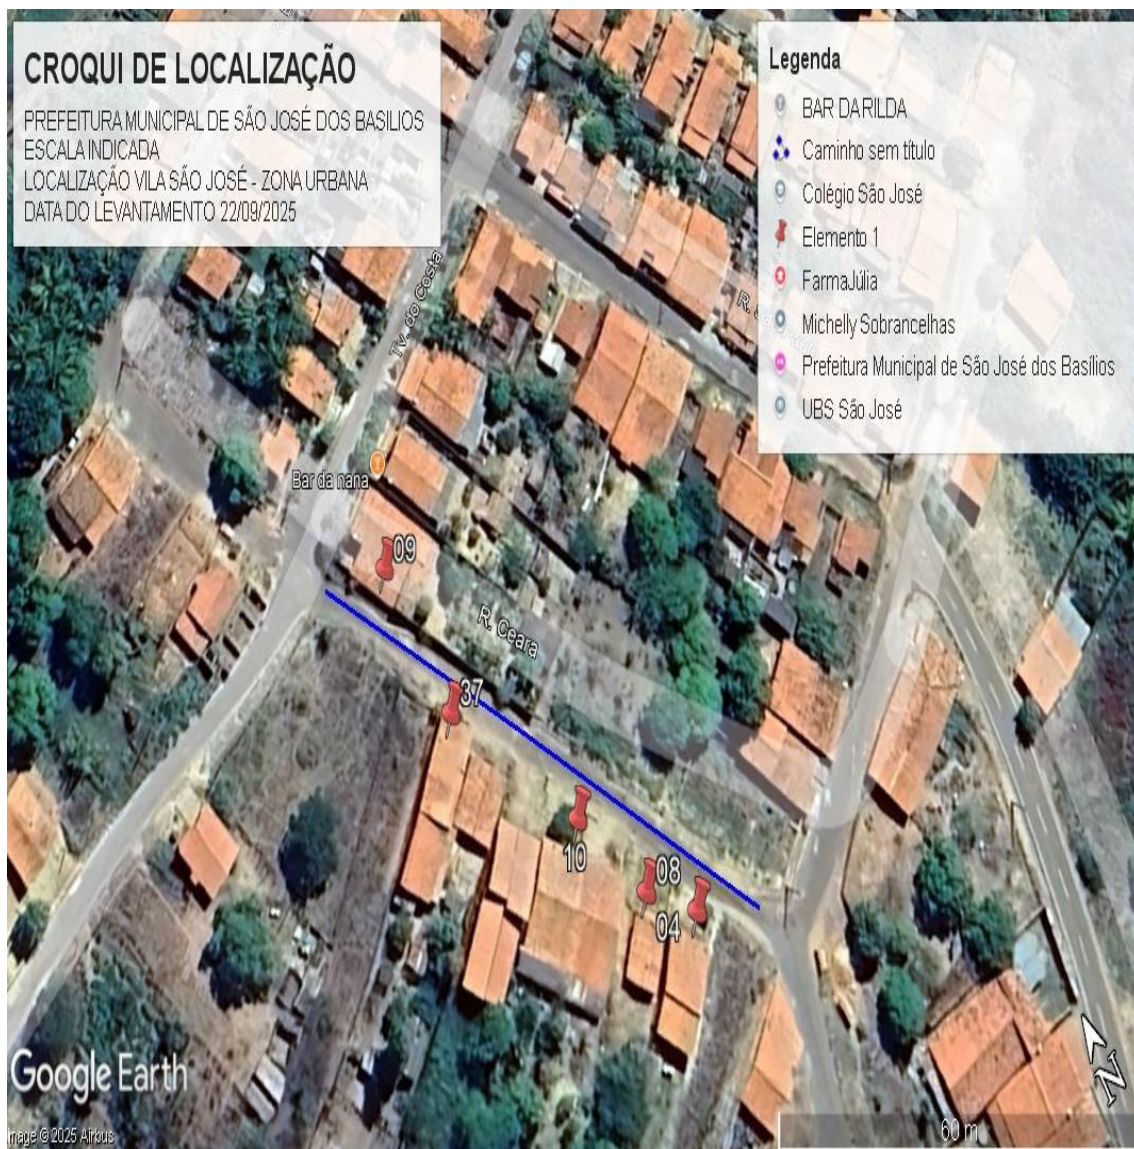 CROQUI DE LOCALIZAÇÃO
PREFEITURA MUNICIPAL DE SÃO JOSÉ DOS BASILIOS
ESCALA INDICADA
LOCALIZAÇÃO VILA SÃO JOSÉ - ZONA URBANA
DATA DO LEVANTAMENTO 22/09/2025
Legenda
BAR DA RILDA
Caminho sem título
Colégio São José
Elemento 1
FarmaJúlia
Michelly Sobrancelhas
Prefeitura Municipal de São José dos Basílios
UBS São José
Tv. do Costa
R.
Bar da nana
09
R. Ceara
37
10
08
04
Google Earth
Image © 2025 Airbus
60 m
N